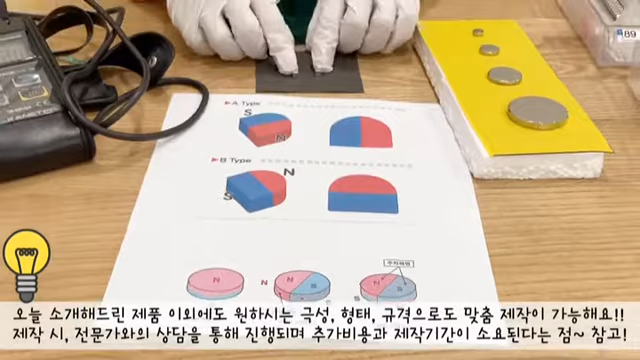 ▶A Type
S
N
▶B Type
N
S
N
N
N
S
N
S
S
오늘 소개해드린 제품 이외에도 원하시는 극성, 형태, 규격으로도 맞춤 제작이 가능해요!!
제작 시, 전문가와의 상담을 통해 진행되며 추가비용과 제작기간이 소요된다는 점~ 참고!